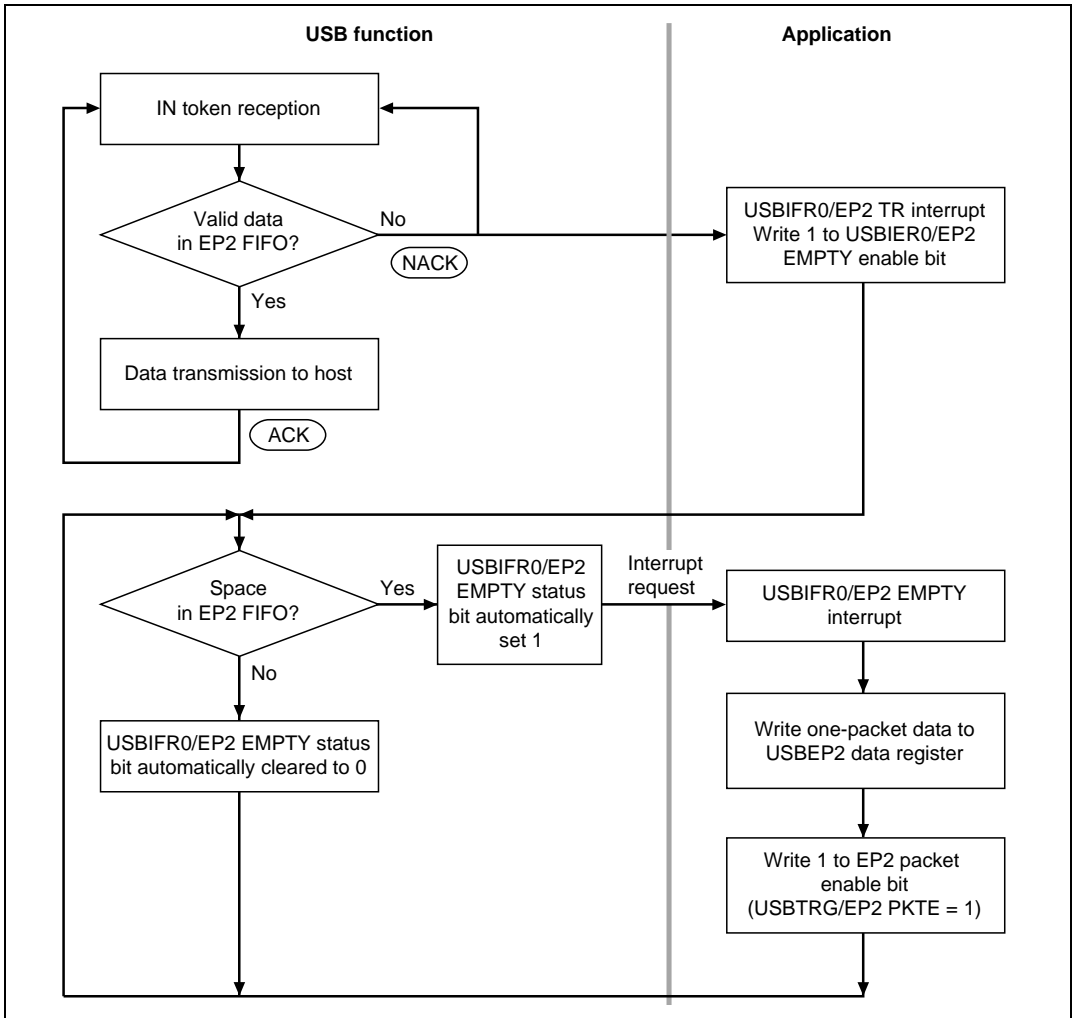 USB function
Application
IN token reception
Valid data
in EP2 FIFO?
No
NACK
USBIFR0/EP2 TR interrupt
Write 1 to USBIER0/EP2
EMPTY enable bit
Yes
Data transmission to host
ACK
Space
in EP2 FIFO?
Yes
USBIFR0/EP2
EMPTY status
bit automatically
set 1
Interrupt
request
USBIFR0/EP2 EMPTY
interrupt
No
USBIFR0/EP2 EMPTY status
bit automatically cleared to 0
Write one-packet data to
USBEP2 data register
Write 1 to EP2 packet
enable bit
(USBTRG/EP2 PKTE = 1)